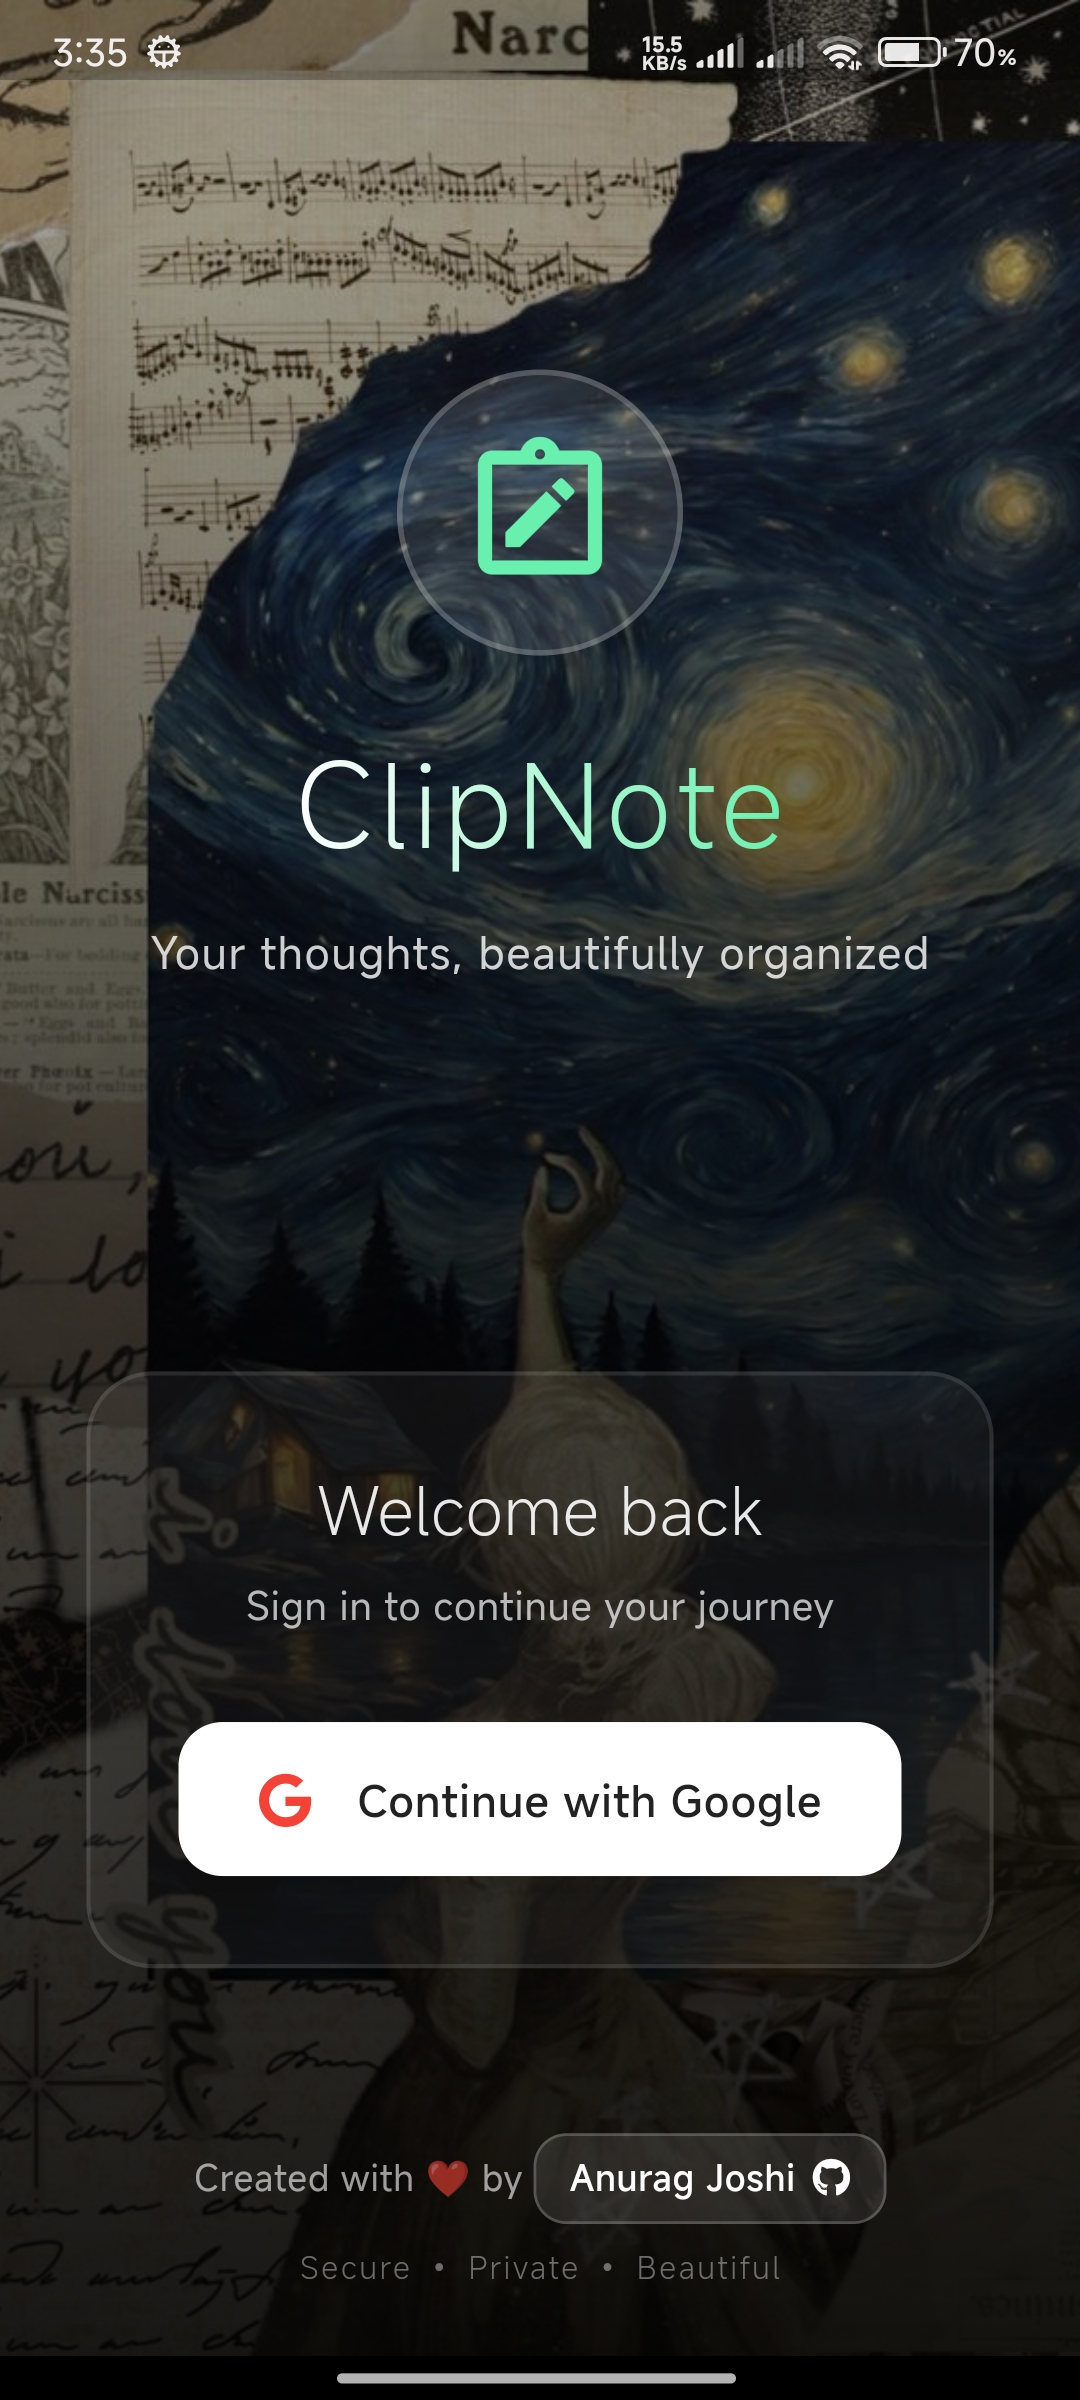 3:35 15.5 KB/s 70%
Narc
ClipNote
le Narciss
Your thoughts, beautifully organized
Welcome back
Sign in to continue your journey
Continue with Google
Created with ❤️ by Anurag Joshi
Secure • Private • Beautiful